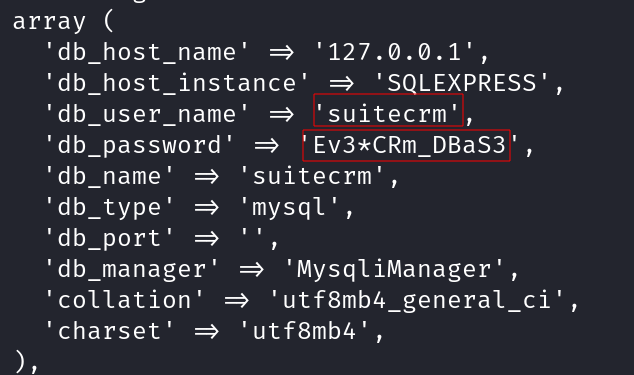 array (
'db_host_name' => '127.0.0.1',
'db_host_instance' => 'SQLEXPRESS',
'db_user_name' => 'suitecrm',
'db_password' => 'Ev3*CRm_DBaS3',
'db_name' => 'suitecrm',
'db_type' => 'mysql',
'db_port' => '',
'db_manager' => 'MysqliManager',
'collation' => 'utf8mb4_general_ci',
'charset' => 'utf8mb4',
),